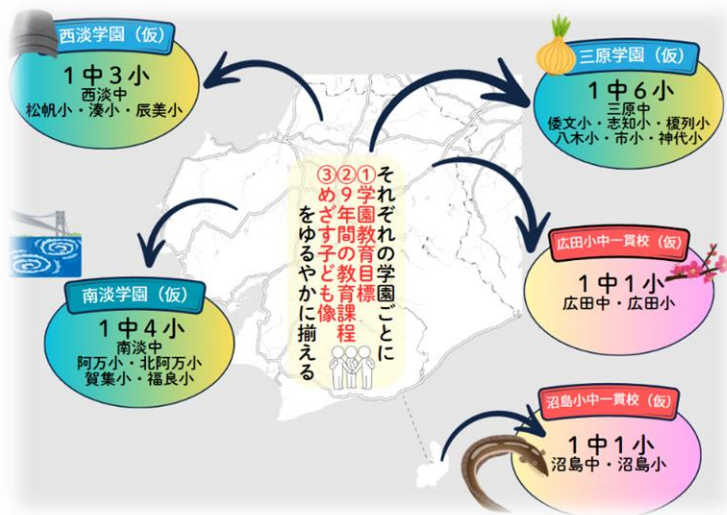 西淡学園（仮）
1中3小
西淡中
松帆小・湊小・辰美小
三原学園（仮）
1中6小
三原中
倭文小・志知小・榎列小
八木小・市小・神代小
それぞれの学園ごとに
①学園教育目標
②9年間の教育課程
③めざす子ども像
をゆるやかに揃える
南淡学園（仮）
1中4小
南淡中
阿万小・北阿万小
賀集小・福良小
広田小中一貫校（仮）
1中1小
広田中・広田小
沼島小中一貫校（仮）
1中1小
沼島中・沼島小